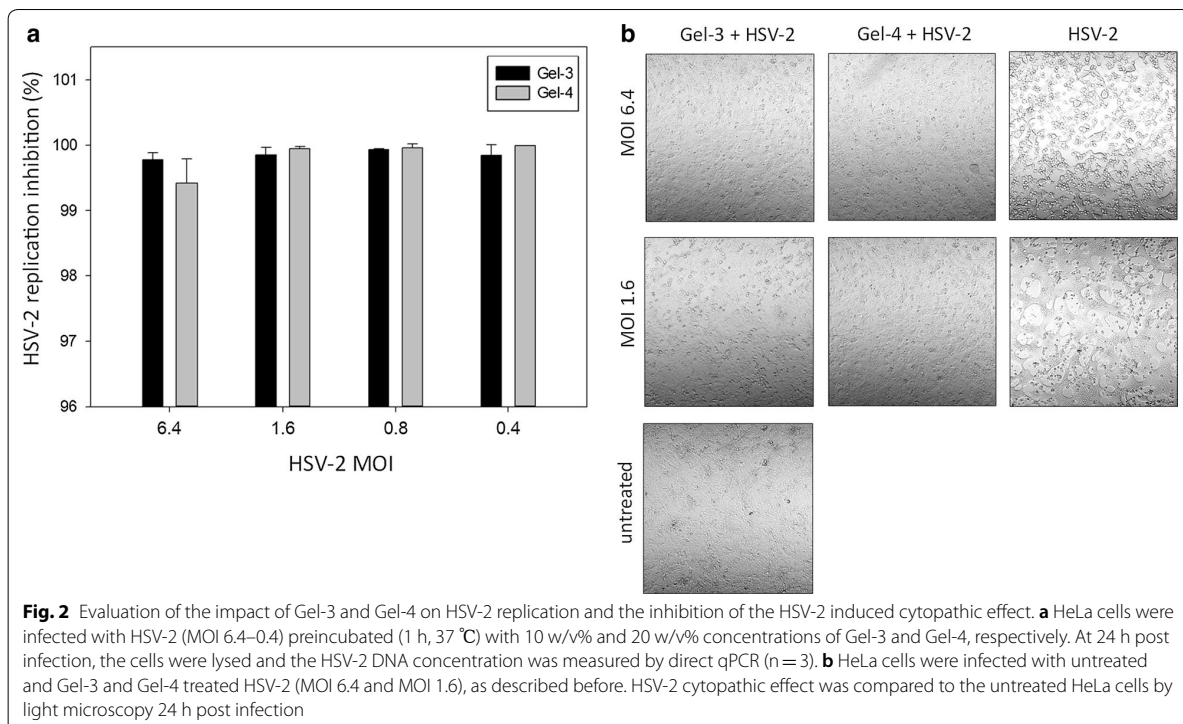 a
HSV-2 replication inhibition (%)
101
100
99
98
97
96
Gel-3
Gel-4
6.4
1.6
0.8
0.4
HSV-2 MOI
b
Gel-3 + HSV-2
Gel-4 + HSV-2
HSV-2
MOI 6.4
MOI 1.6
untreated
Fig. 2 Evaluation of the impact of Gel-3 and Gel-4 on HSV-2 replication and the inhibition of the HSV-2 induced cytopathic effect. a HeLa cells were
infected with HSV-2 (MOI 6.4–0.4) preincubated (1 h, 37 ℃) with 10 w/v% and 20 w/v% concentrations of Gel-3 and Gel-4, respectively. At 24 h post
infection, the cells were lysed and the HSV-2 DNA concentration was measured by direct qPCR (n = 3). b HeLa cells were infected with untreated
and Gel-3 and Gel-4 treated HSV-2 (MOI 6.4 and MOI 1.6), as described before. HSV-2 cytopathic effect was compared to the untreated HeLa cells by
light microscopy 24 h post infection